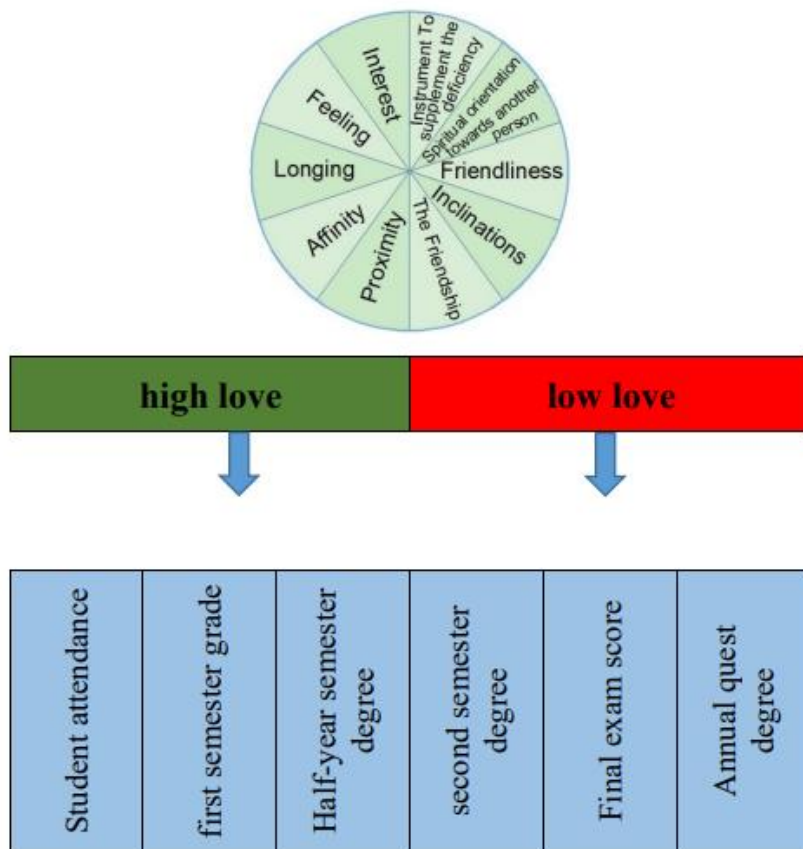 Interest
Instrument To
supplement the
deficiency
Spiritual orientation
towards another
person
Feeling
Longing
Friendliness
Affinity
Inclinations
Proximity
The Friendship
high love
low love
Student attendance
first semester grade
Half-year semester
degree
second semester
degree
Final exam score
Annual quest
degree